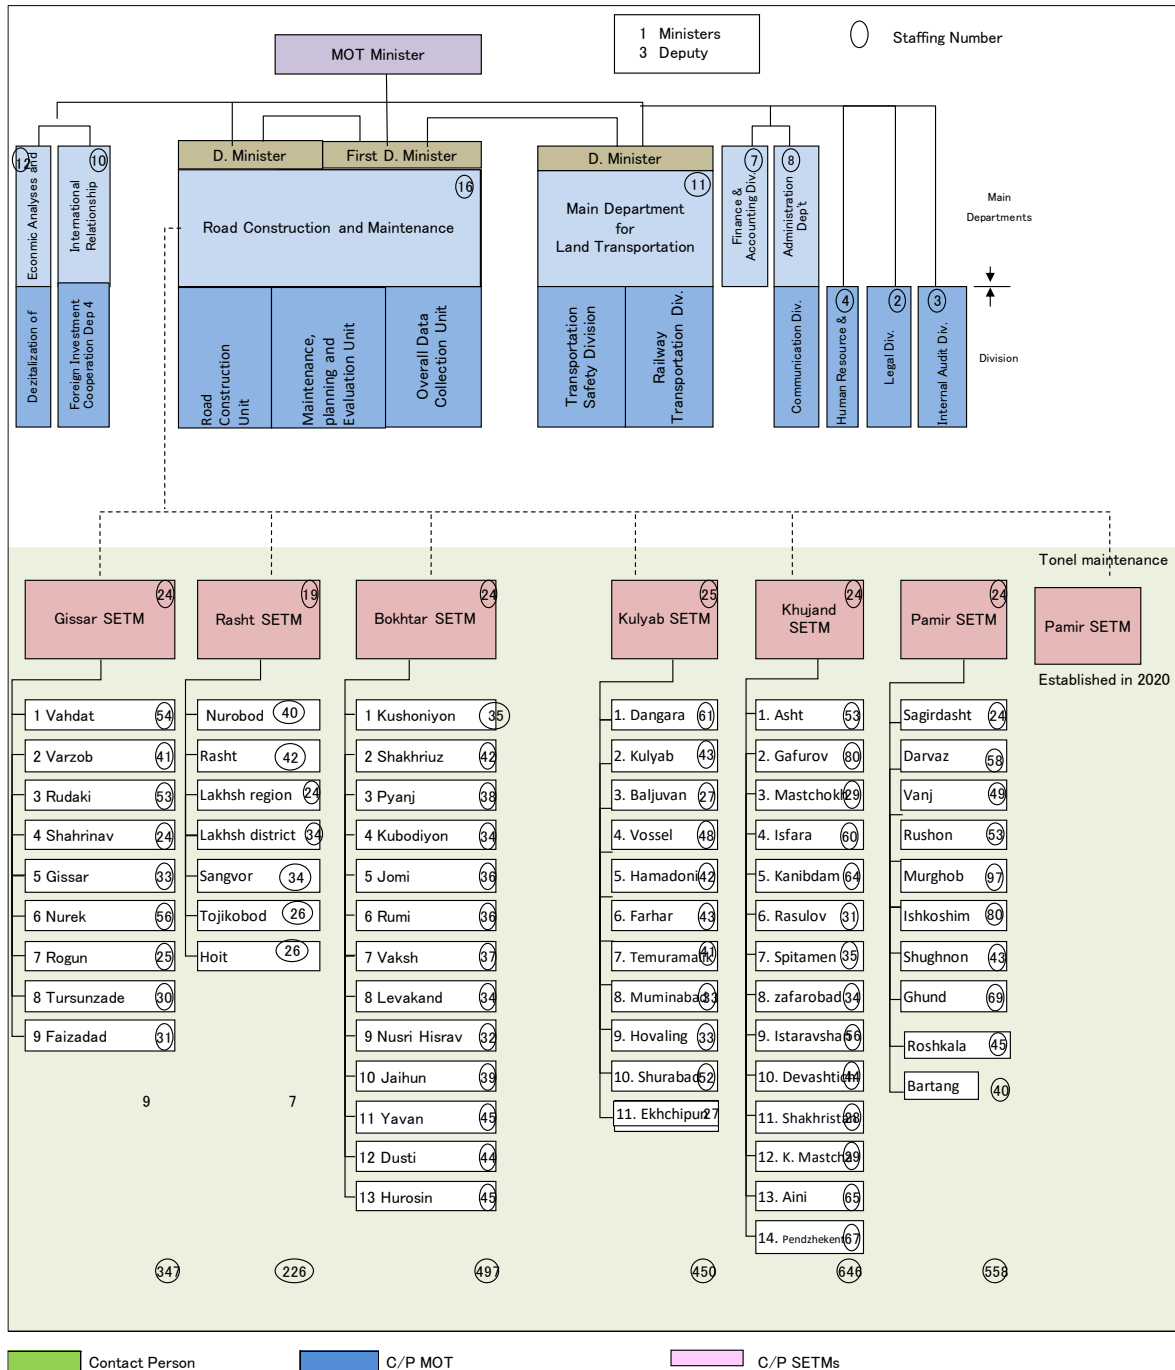 1 Ministers
3 Deputy
Staffing Number
MOT Minister
D. Minister
First D. Minister
D. Minister
12
Econmic Analyses and
10
International
Relationship
16
Road Construction and Maintenance
11
Main Department
for
Land Transportation
7
Finance &
Accounting Div.
8
Administration
Dep't
Main
Departments
Dezitalization of
Foreign Investment
Cooperation Dep 4
Road
Construction
Unit
Maintenance,
planning and
Evaluation Unit
Overall Data
Collection Unit
Transportation
Safety Division
Railway
Transportation Div.
Communication Div.
4
Human Resource &
2
Legal Div.
3
Internal Audit Div.
Division
Tonel maintenance
24
Gissar SETM
19
Rasht SETM
24
Bokhtar SETM
25
Kulyab SETM
24
Khujand
SETM
24
Pamir SETM
Pamir SETM
Established in 2020
1 Vahdat 54
2 Varzob 41
3 Rudaki 53
4 Shahrinav 24
5 Gissar 33
6 Nurek 56
7 Rogun 25
8 Tursunzade 30
9 Faizadad 31
9
347
Nurobod 40
Rasht 42
Lakhsh region 24
Lakhsh district 34
Sangvor 34
Tojikobod 26
Hoit 26
7
226
1 Kushoniyon 35
2 Shakhriuz 42
3 Pyanj 38
4 Kubodiyon 34
5 Jomi 36
6 Rumi 36
7 Vaksh 37
8 Levakand 34
9 Nusri Hisrav 32
10 Jaihun 39
11 Yavan 45
12 Dusti 44
13 Hurosin 45
497
1. Dangara 61
2. Kulyab 43
3. Baljuvan 27
4. Vossel 48
5. Hamadoni 42
6. Farhar 43
7. Temuramalik 41
8. Muminabad 33
9. Hovaling 33
10. Shurabad 52
11. Ekhchipun 27
450
1. Asht 53
2. Gafurov 80
3. Mastchokh 29
4. Isfara 60
5. Kanibdam 64
6. Rasulov 31
7. Spitamen 35
8. zafarobad 34
9. Istaravshan 56
10. Devashtich 44
11. Shakhristan 28
12. K. Mastcha 29
13. Aini 65
14. Pendzhekent 67
646
Sagirdasht 24
Darvaz 58
Vanj 49
Rushon 53
Murghob 97
Ishkoshim 80
Shughnon 43
Ghund 69
Roshkala 45
Bartang 40
558
Contact Person
C/P MOT
C/P SETMs